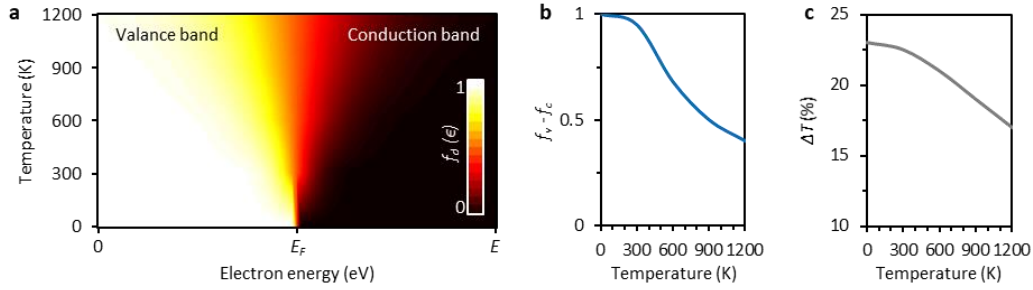 a
1200
900
600
300
0
Temperature (K)
Valance band
Conduction band
1
0
f_d (ϵ)
0
E_F
E
Electron energy (eV)
b
1
0.5
0
f_v - f_c
0 300 600 900 1200
Temperature (K)
c
25
20
15
10
ΔT (%)
0 300 600 900 1200
Temperature (K)